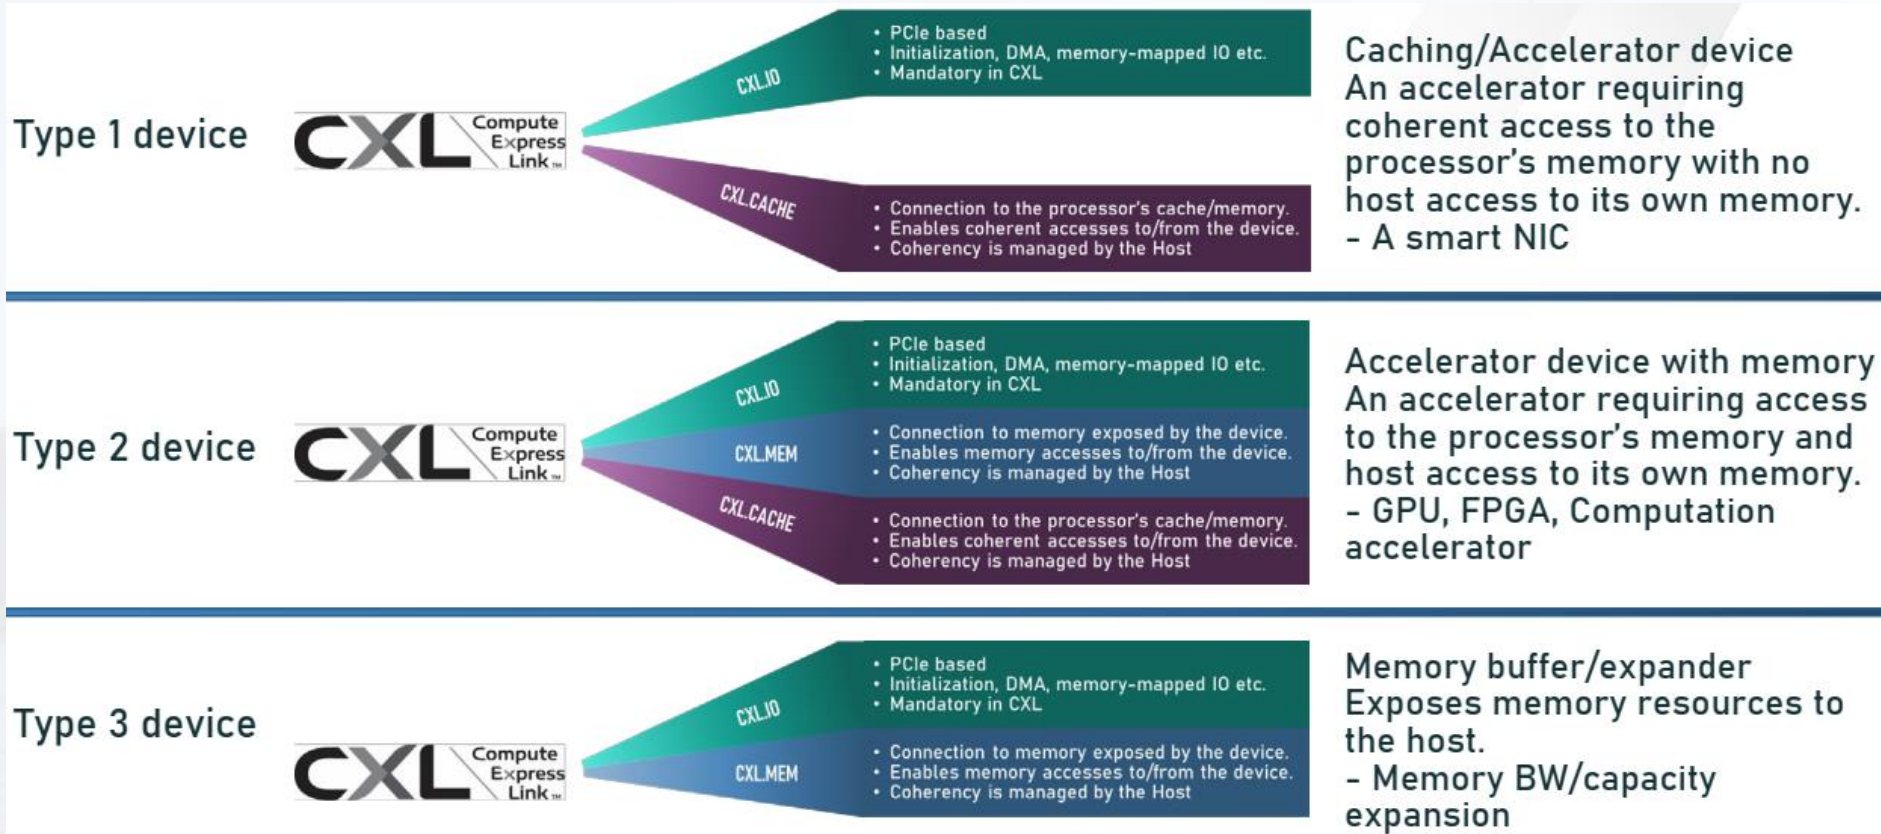 Type 1 device
CXL Compute
Express
Link™
CXL.IO
• PCIe based
• Initialization, DMA, memory-mapped IO etc.
• Mandatory in CXL
CXL.CACHE
• Connection to the processor's cache/memory.
• Enables coherent accesses to/from the device.
• Coherency is managed by the Host
Caching/Accelerator device
An accelerator requiring
coherent access to the
processor's memory with no
host access to its own memory.
- A smart NIC
Type 2 device
CXL Compute
Express
Link™
CXL.IO
• PCIe based
• Initialization, DMA, memory-mapped IO etc.
• Mandatory in CXL
CXL.MEM
• Connection to memory exposed by the device.
• Enables memory accesses to/from the device.
• Coherency is managed by the Host
CXL.CACHE
• Connection to the processor's cache/memory.
• Enables coherent accesses to/from the device.
• Coherency is managed by the Host
Accelerator device with memory
An accelerator requiring access
to the processor's memory and
host access to its own memory.
- GPU, FPGA, Computation
accelerator
Type 3 device
CXL Compute
Express
Link™
CXL.IO
• PCIe based
• Initialization, DMA, memory-mapped IO etc.
• Mandatory in CXL
CXL.MEM
• Connection to memory exposed by the device.
• Enables memory accesses to/from the device.
• Coherency is managed by the Host
Memory buffer/expander
Exposes memory resources to
the host.
- Memory BW/capacity
expansion